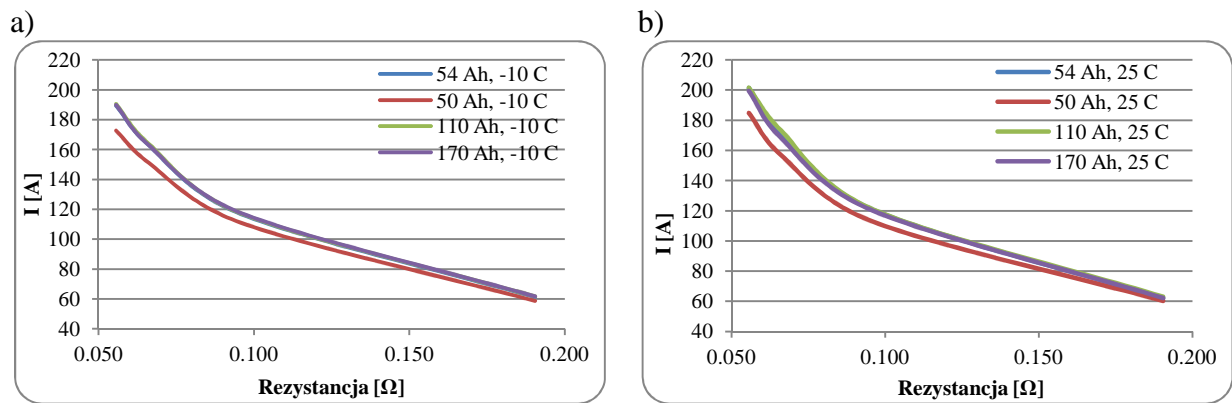 a)
220
200
180
160
140
120
100
80
60
40
I [A]
0.050 0.100 0.150 0.200
Rezystancja [Ω]
54 Ah, -10 C
50 Ah, -10 C
110 Ah, -10 C
170 Ah, -10 C
b)
220
200
180
160
140
120
100
80
60
40
I [A]
0.050 0.100 0.150 0.200
Rezystancja [Ω]
54 Ah, 25 C
50 Ah, 25 C
110 Ah, 25 C
170 Ah, 25 C